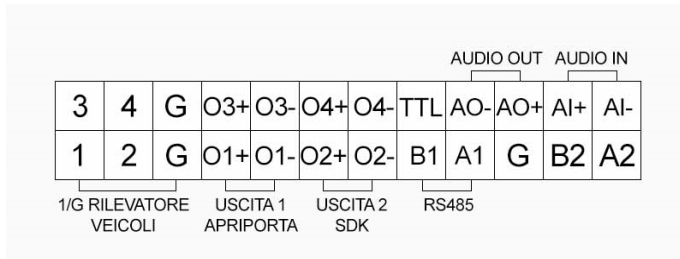 AUDIO OUT AUDIO IN
3 4 G O3+ O3- O4+ O4- TTL AO- AO+ AI+ AI-
1 2 G O1+ O1- O2+ O2- B1 A1 G B2 A2
1/G RILEVATORE VEICOLI
USCITA 1 APRIPORTA
USCITA 2 SDK
RS485